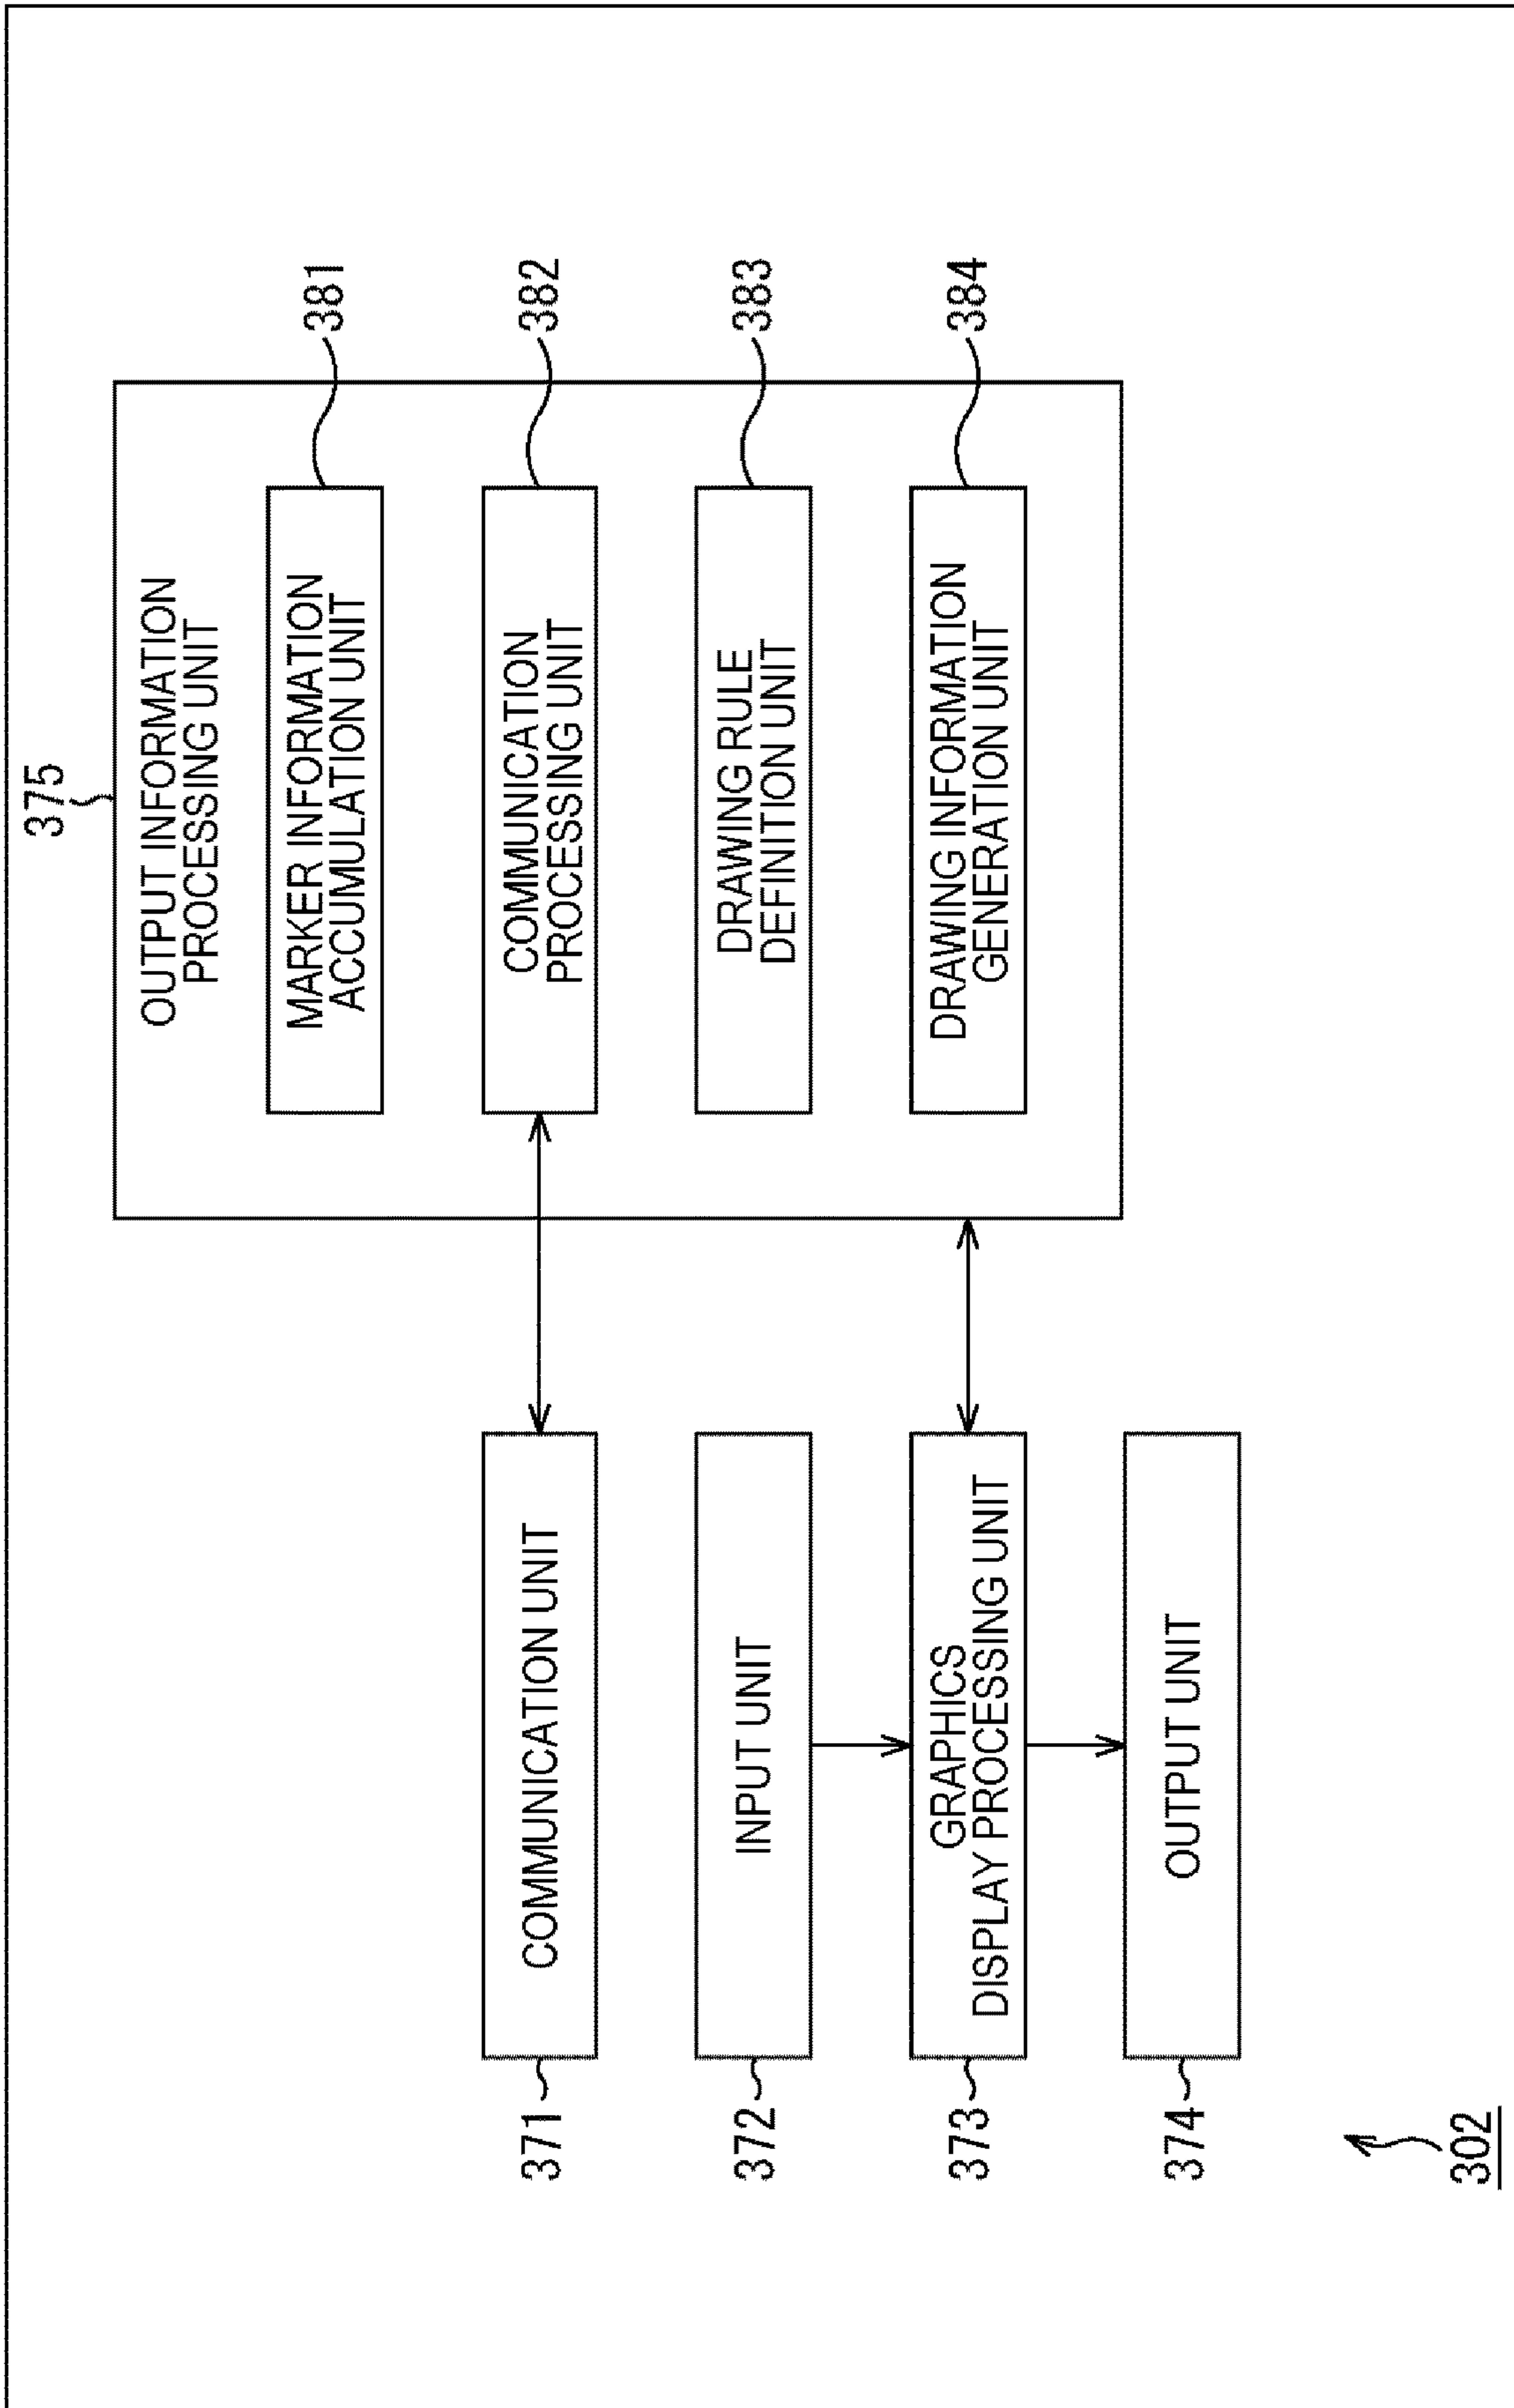 375
OUTPUT INFORMATION
PROCESSING UNIT
MARKER INFORMATION
ACCUMULATION UNIT
381
371
COMMUNICATION UNIT
COMMUNICATION
PROCESSING UNIT
382
372
INPUT UNIT
DRAWING RULE
DEFINITION UNIT
383
373
GRAPHICS
DISPLAY PROCESSING UNIT
DRAWING INFORMATION
GENERATION UNIT
384
374
OUTPUT UNIT
302